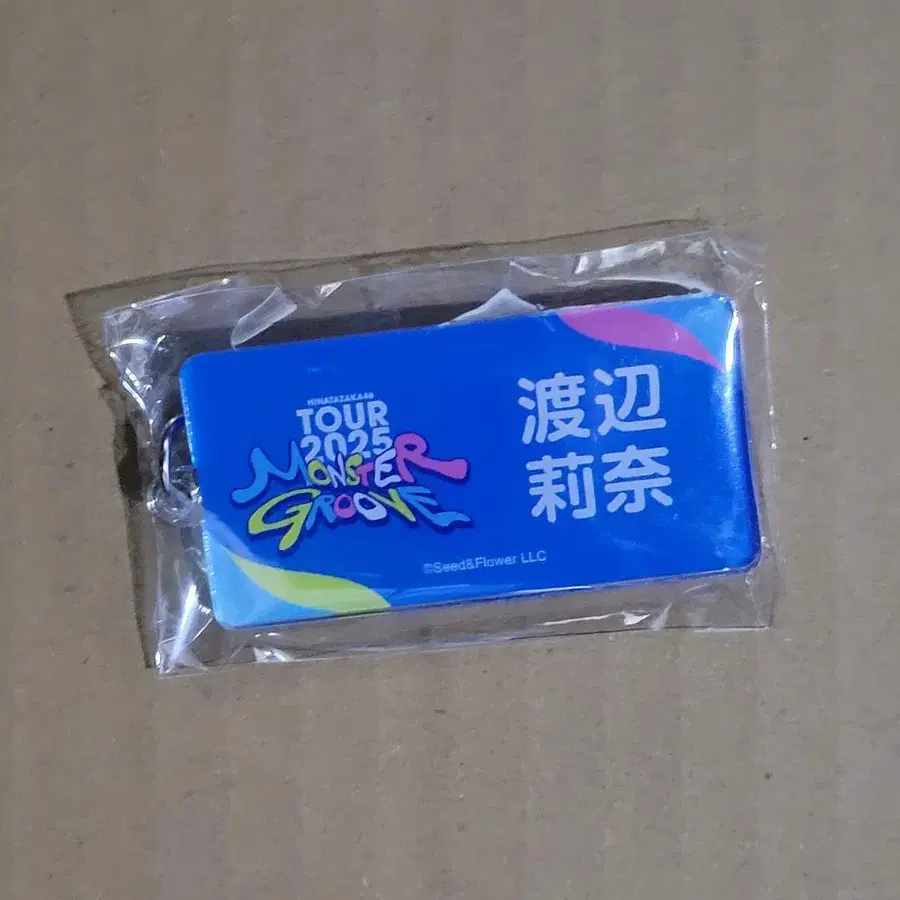 HINATAZAKA46
TOUR
2025
MONSTER
GROOVE
渡辺
莉奈
©Seed&Flower LLC